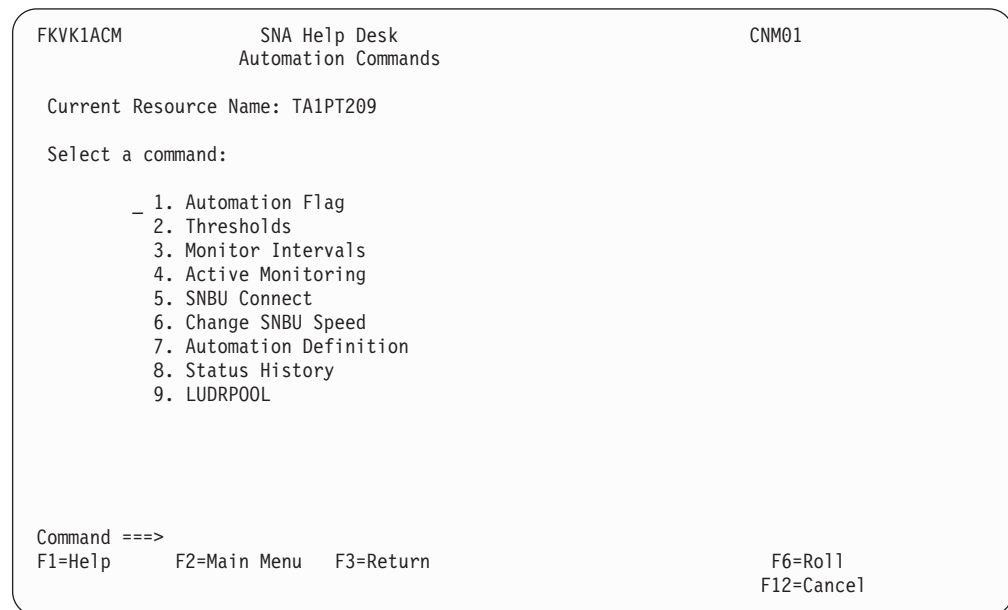 FKVK1ACM SNA Help Desk CNM01
Automation Commands
Current Resource Name: TA1PT209
Select a command:
_ 1. Automation Flag
2. Thresholds
3. Monitor Intervals
4. Active Monitoring
5. SNBU Connect
6. Change SNBU Speed
7. Automation Definition
8. Status History
9. LUDRPOOL
Command ===>
F1=Help F2=Main Menu F3=Return F6=Roll
F12=Cancel